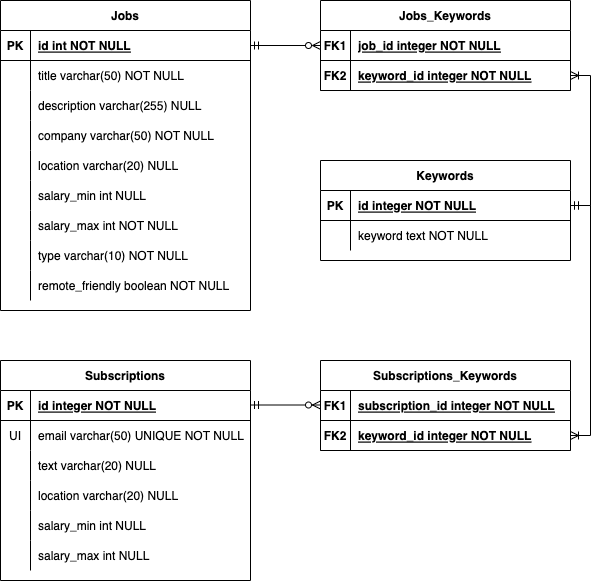 Jobs
PK id int NOT NULL
title varchar(50) NOT NULL
description varchar(255) NULL
company varchar(50) NOT NULL
location varchar(20) NULL
salary_min int NULL
salary_max int NOT NULL
type varchar(10) NOT NULL
remote_friendly boolean NOT NULL
Jobs_Keywords
FK1 job_id integer NOT NULL
FK2 keyword_id integer NOT NULL
Keywords
PK id integer NOT NULL
keyword text NOT NULL
Subscriptions
PK id integer NOT NULL
UI email varchar(50) UNIQUE NOT NULL
text varchar(20) NULL
location varchar(20) NULL
salary_min int NULL
salary_max int NULL
Subscriptions_Keywords
FK1 subscription_id integer NOT NULL
FK2 keyword_id integer NOT NULL